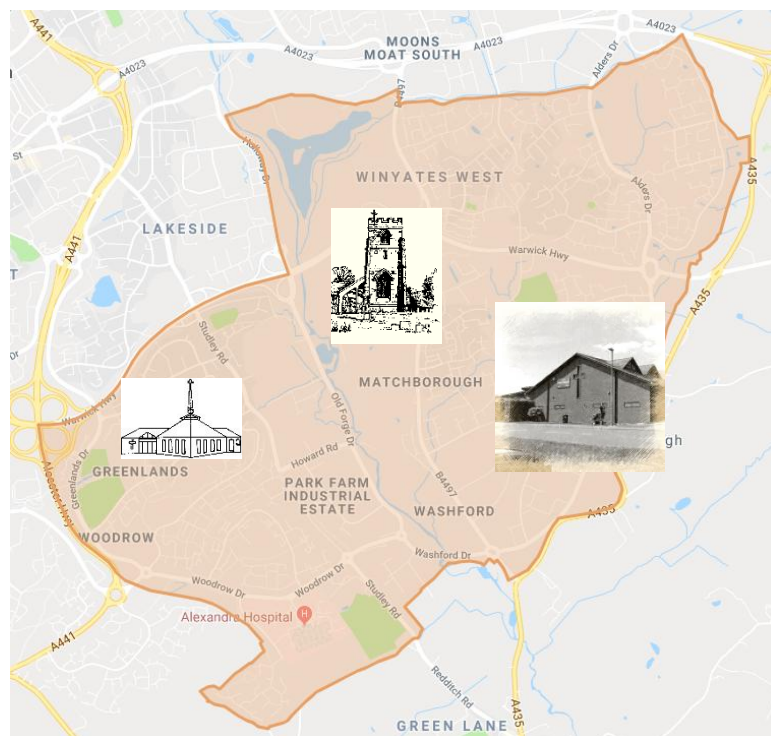 A441
MOONS
MOAT SOUTH
A4023
A4023
Alders Dr
B4497
St
Holloway Dr
WINYATES WEST
A435
Alders Dr
LAKESIDE
A441
Warwick Hwy
T
A435
Studley Rd
Dr
MATCHBOROUGH
Warwick Hwy
Old Forge Dr
gh
Howard Rd
GREENLANDS
Greenlands Dr
B4497
PARK FARM
INDUSTRIAL
ESTATE
Alcester Hwy
WASHFORD
A435
WOODROW
Washford Dr
Woodrow Dr
Woodrow Dr
Studley Rd
Alexandra Hospital
H
A441
Redditch Rd
A435
GREEN LANE